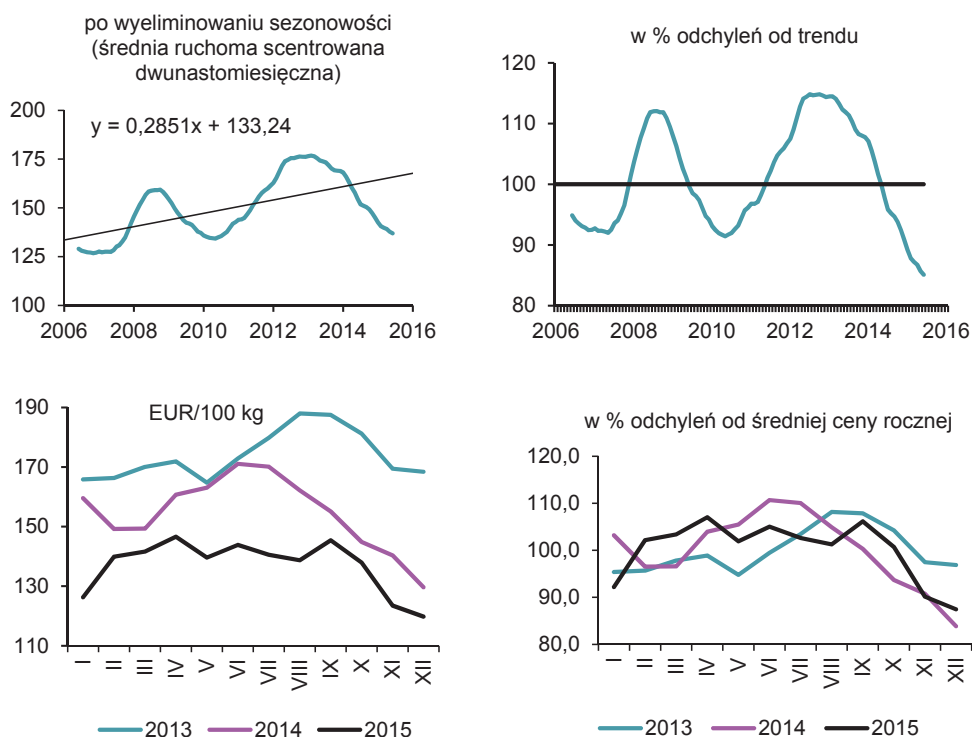 po wyeliminowaniu sezonowości
(średnia ruchoma scentrowana
dwunastomiesięczna)
200
175
150
125
100
y = 0,2851x + 133,24
2006 2008 2010 2012 2014 2016
w % odchyleń od trendu
120
110
100
90
80
2006 2008 2010 2012 2014 2016
EUR/100 kg
190
170
150
130
110
I II III IV V VI VII VIII IX X XI XII
2013 2014 2015
w % odchyleń od średniej ceny rocznej
120,0
110,0
100,0
90,0
80,0
I II III IV V VI VII VIII IX X XI XII
2013 2014 2015